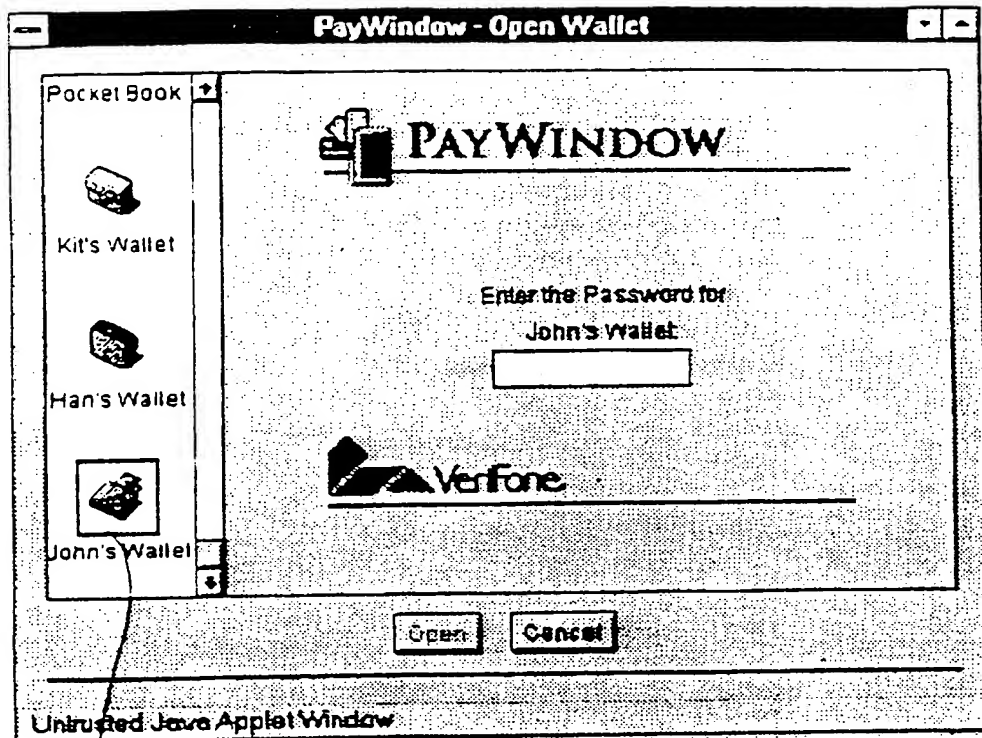 PayWindow - Open Wallet
Pocket Book
Kit's Wallet
Han's Wallet
John's Wallet
PAYWINDOW
Enter the Password for
John's Wallet:
VeriFone
Open
Cancel
Untrusted Java Applet Window